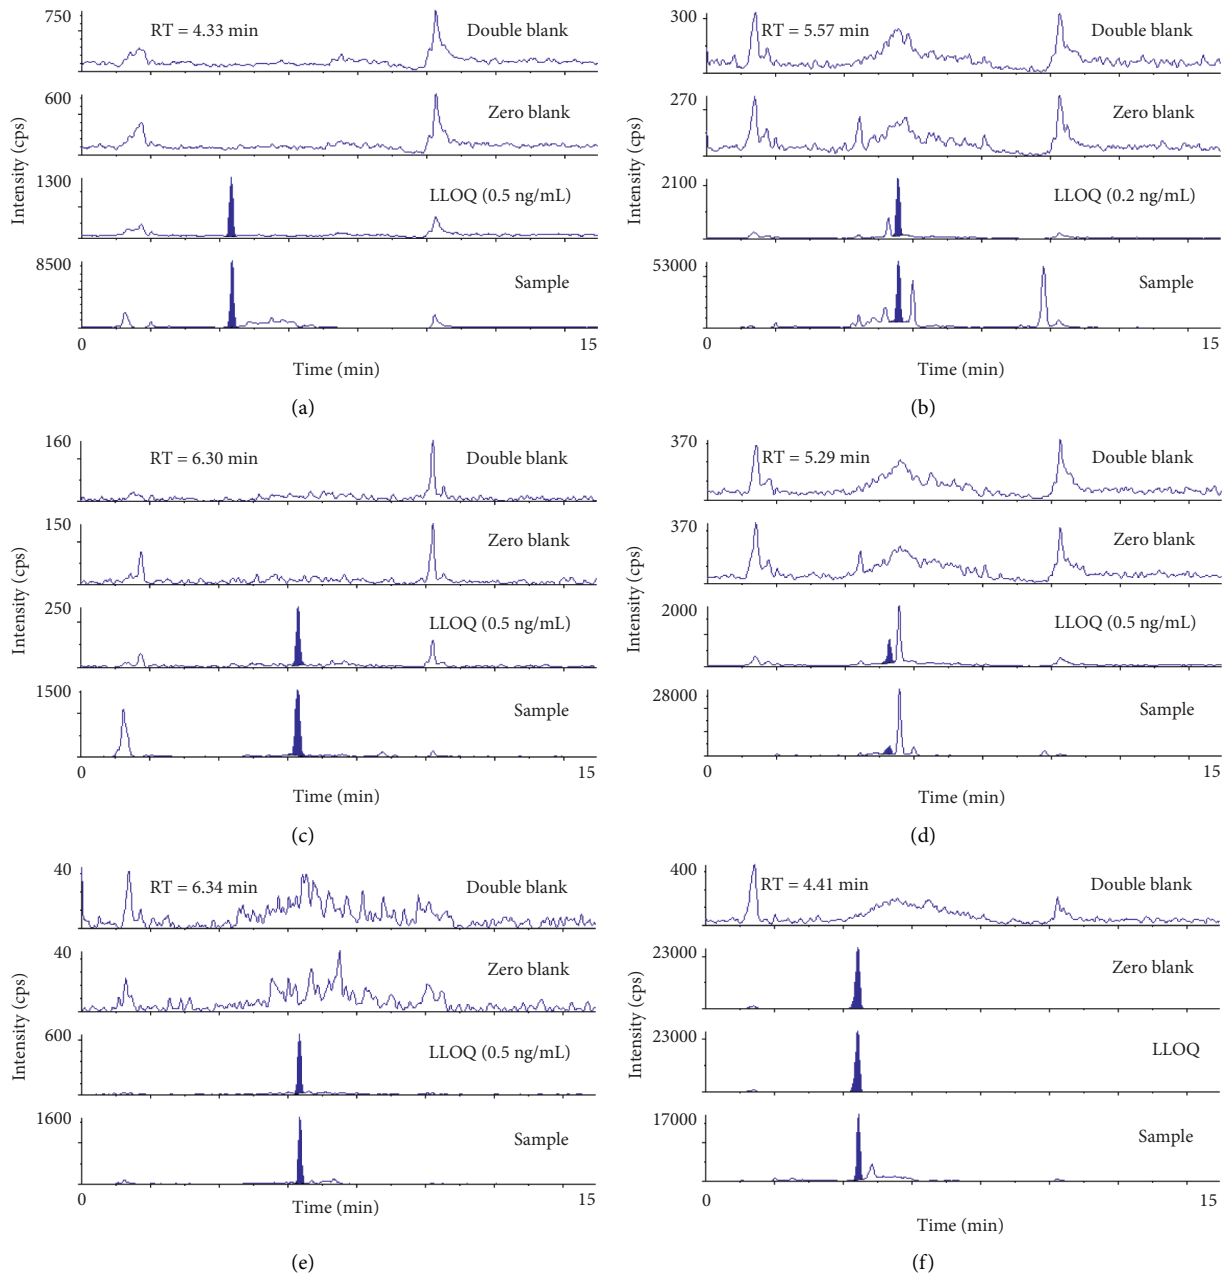 750
RT = 4.33 min
Double blank
600
Zero blank
1300
LLOQ (0.5 ng/mL)
8500
Sample
0
15
Time (min)
Intensity (cps)
(a)
300
RT = 5.57 min
Double blank
270
Zero blank
2100
LLOQ (0.2 ng/mL)
53000
Sample
0
15
Time (min)
Intensity (cps)
(b)
160
RT = 6.30 min
Double blank
150
Zero blank
250
LLOQ (0.5 ng/mL)
1500
Sample
0
15
Time (min)
Intensity (cps)
(c)
370
RT = 5.29 min
Double blank
370
Zero blank
2000
LLOQ (0.5 ng/mL)
28000
Sample
0
15
Time (min)
Intensity (cps)
(d)
40
RT = 6.34 min
Double blank
40
Zero blank
600
LLOQ (0.5 ng/mL)
1600
Sample
0
15
Time (min)
Intensity (cps)
(e)
400
RT = 4.41 min
Double blank
23000
Zero blank
23000
LLOQ
17000
Sample
0
15
Time (min)
Intensity (cps)
(f)